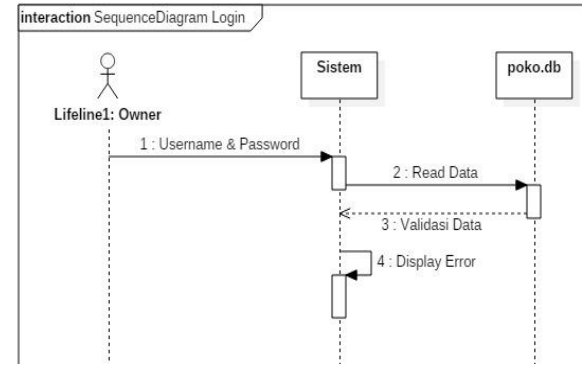 interaction SequenceDiagram Login
Sistem
poko.db
Lifeline1: Owner
1 : Username & Password
2 : Read Data
3 : Validasi Data
4 : Display Error